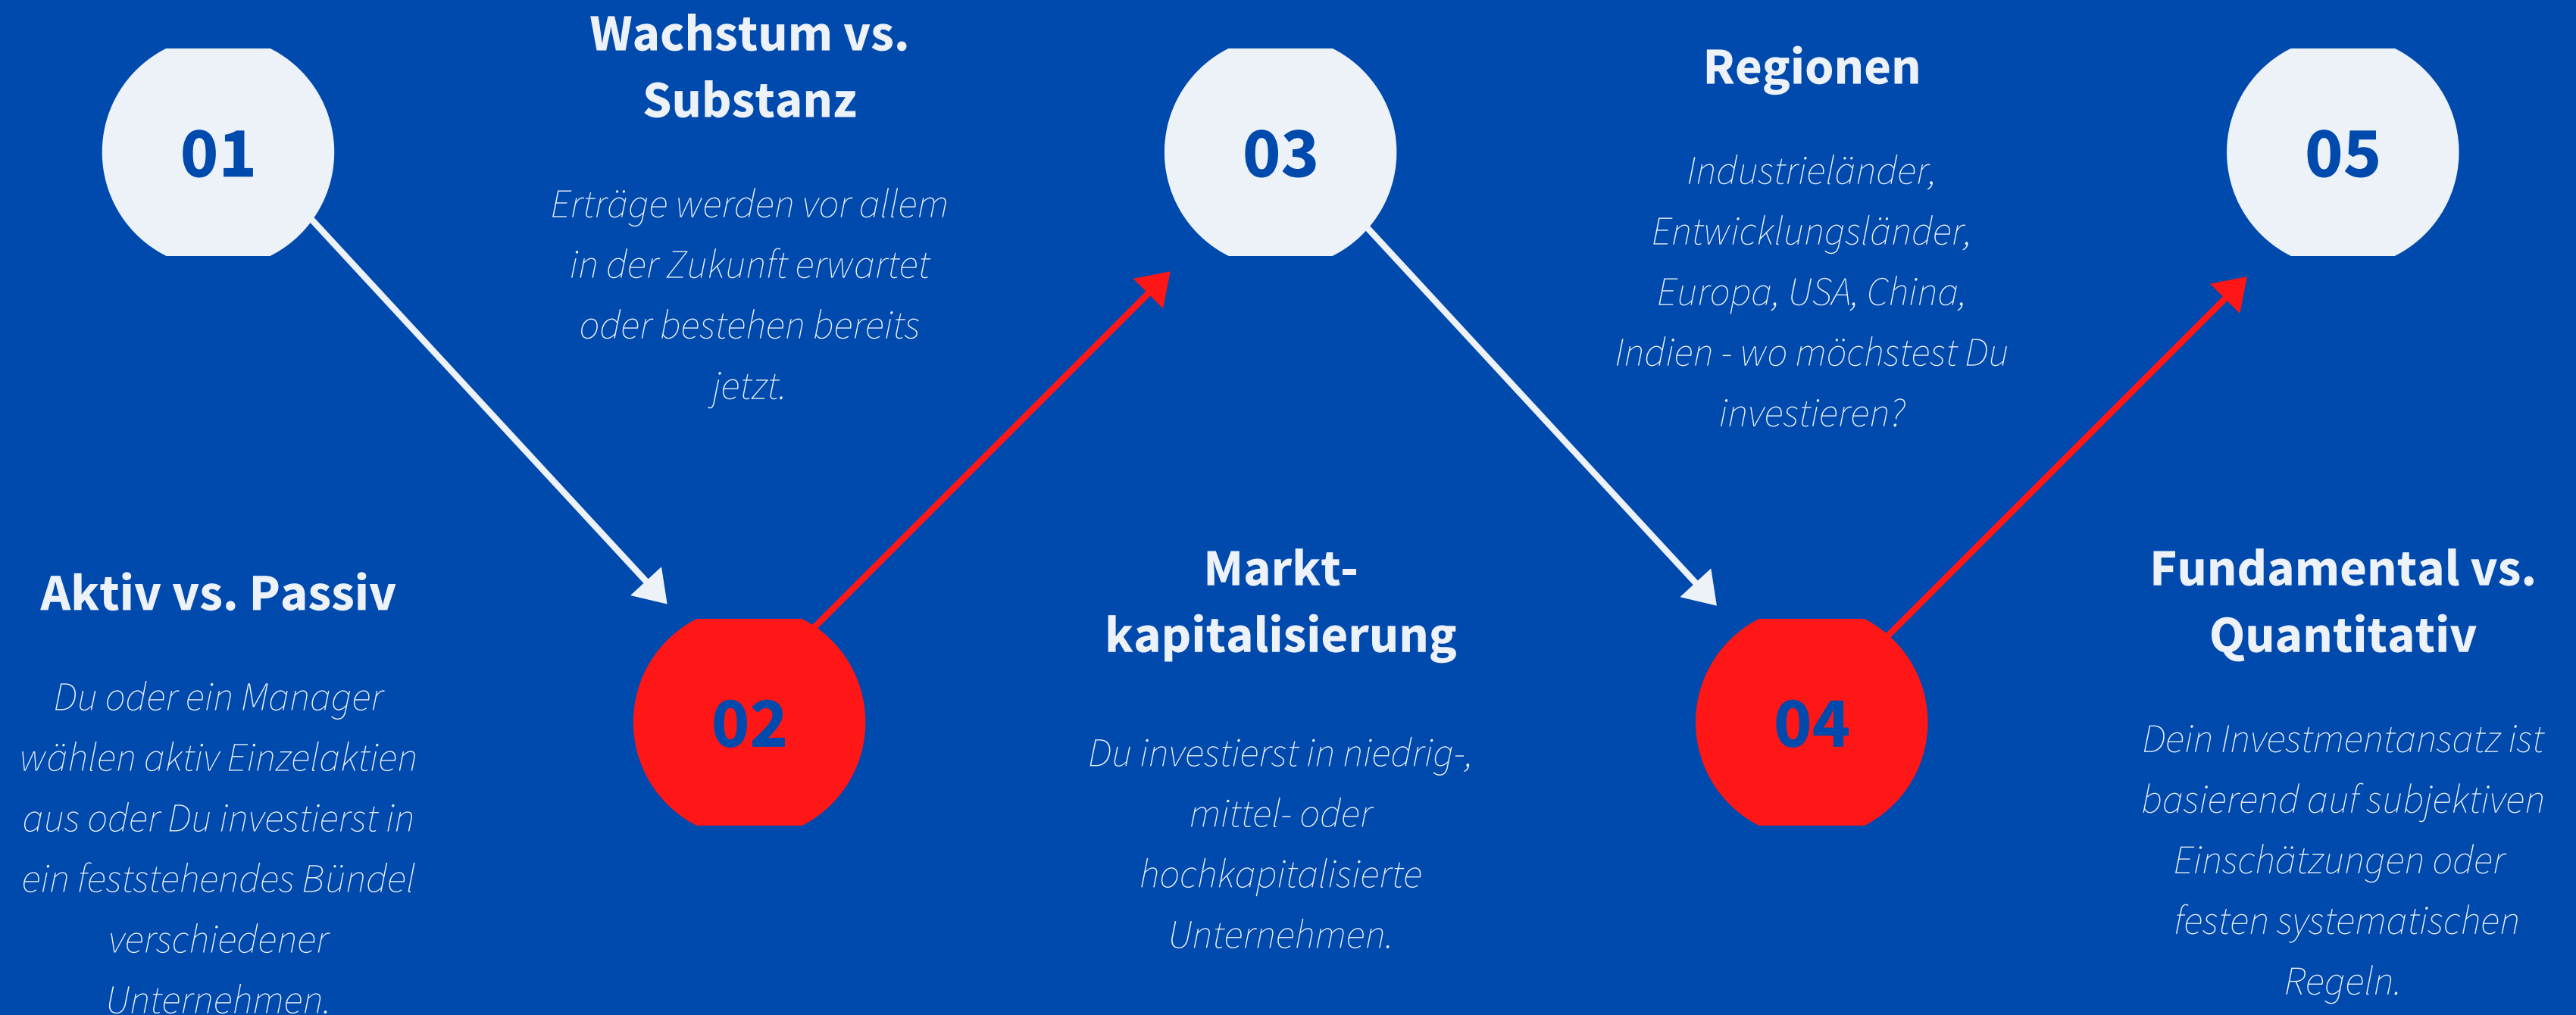 01
Aktiv vs. Passiv
Du oder ein Manager
wählen aktiv Einzelaktien
aus oder Du investierst in
ein feststehendes Bündel
verschiedener
Unternehmen.
Wachstum vs.
Substanz
Erträge werden vor allem
in der Zukunft erwartet
oder bestehen bereits
jetzt.
02
03
Markt-
kapitalisierung
Du investierst in niedrig-,
mittel- oder
hochkapitalisierte
Unternehmen.
Regionen
Industrieländer,
Entwicklungsländer,
Europa, USA, China,
Indien - wo möchstest Du
investieren?
04
05
Fundamental vs.
Quantitativ
Dein Investmentansatz ist
basierend auf subjektiven
Einschätzungen oder
festen systematischen
Regeln.